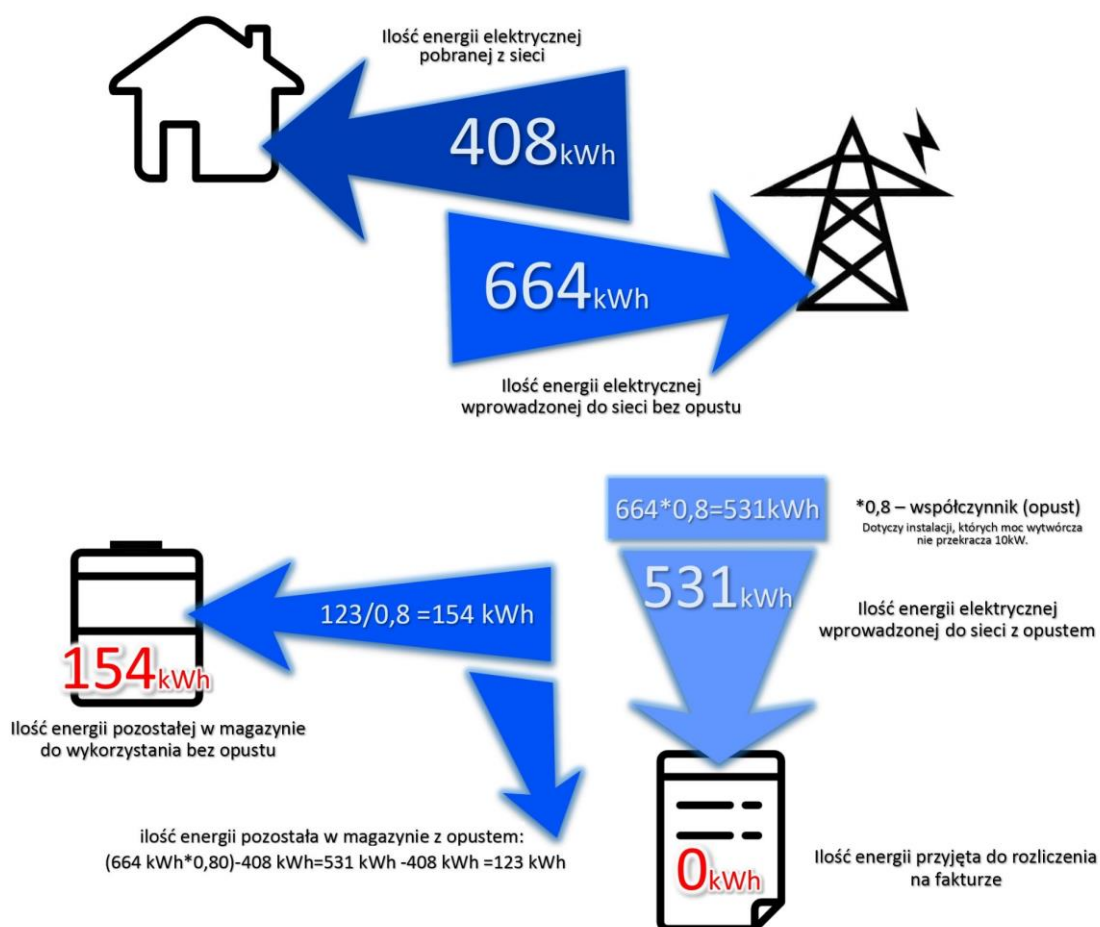 Ilość energii elektrycznej
pobranej z sieci
408kWh
664kWh
Ilość energii elektrycznej
wprowadzonej do sieci bez opustu
664*0,8=531kWh
*0,8 – współczynnik (opust)
Dotyczy instalacji, których moc wytwórcza
nie przekracza 10kW.
531kWh
Ilość energii elektrycznej
wprowadzonej do sieci z opustem
123/0,8 =154 kWh
154kWh
Ilość energii pozostałej w magazynie
do wykorzystania bez opustu
ilość energii pozostała w magazynie z opustem:
(664 kWh*0,80)-408 kWh=531 kWh -408 kWh =123 kWh
0kWh
Ilość energii przyjęta do rozliczenia
na fakturze